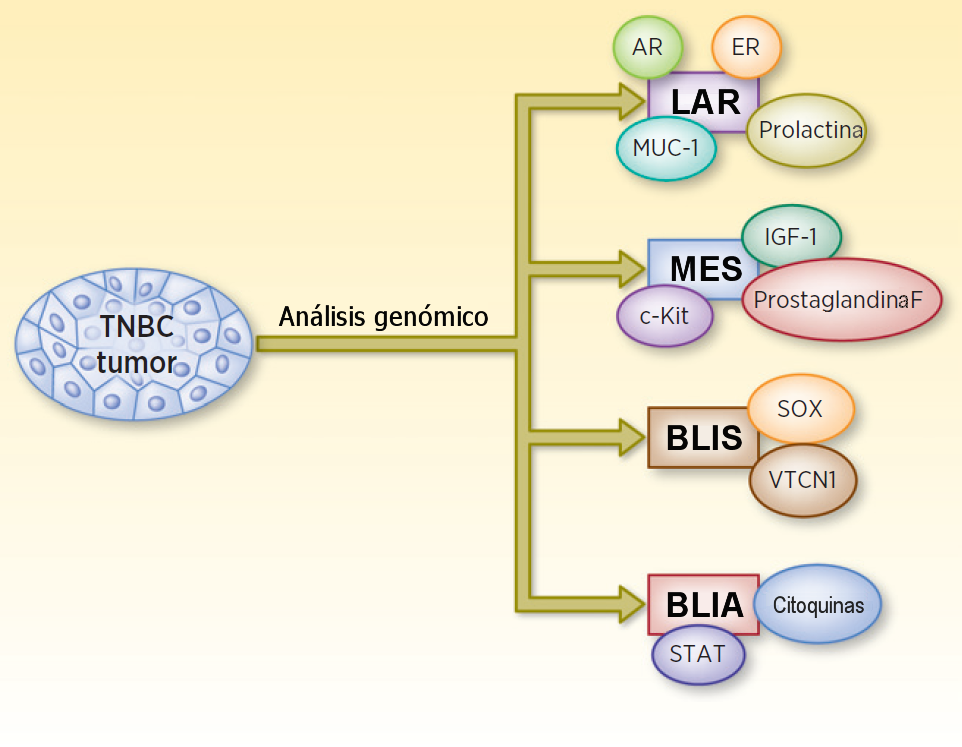 TNBC
tumor
Análisis genómico
AR
ER
LAR
MUC-1
Prolactina
IGF-1
MES
ProstaglandinaF
c-Kit
SOX
BLIS
VTCN1
BLIA
Citoquinas
STAT